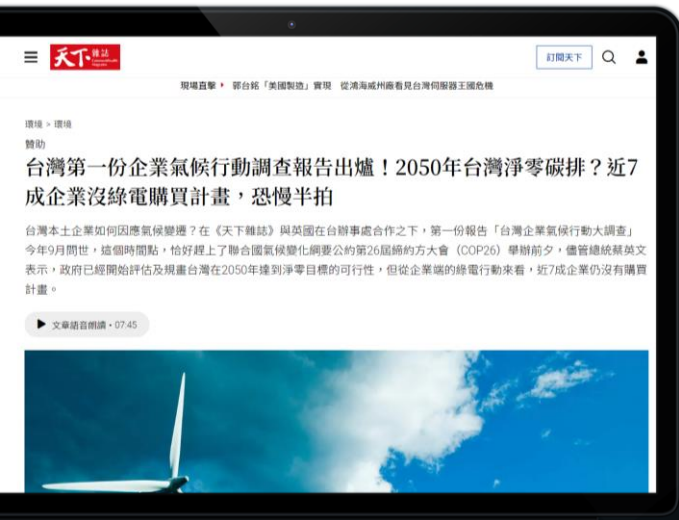 天下雜誌
訂閱天下
現場直擊 郭台銘「美國製造」實現 從鴻海威州廠看見台灣伺服器王國危機
環境 > 環境
贊助
台灣第一份企業氣候行動調查報告出爐！2050年台灣淨零碳排？近7
成企業沒綠電購買計畫，恐慢半拍
台灣本土企業如何因應氣候變遷？在《天下雜誌》與英國在台辦事處合作之下，第一份報告「台灣企業氣候行動大調查」
今年9月問世，這個時間點，恰好趕上了聯合國氣候變化綱要公約第26屆締約方大會（COP26）舉辦前夕，儘管總統蔡英文
表示，政府已經開始評估及規畫台灣在2050年達到淨零目標的可行性，但從企業端的綠電行動來看，近7成企業仍沒有購買
計畫。
文章語音朗讀・07:45